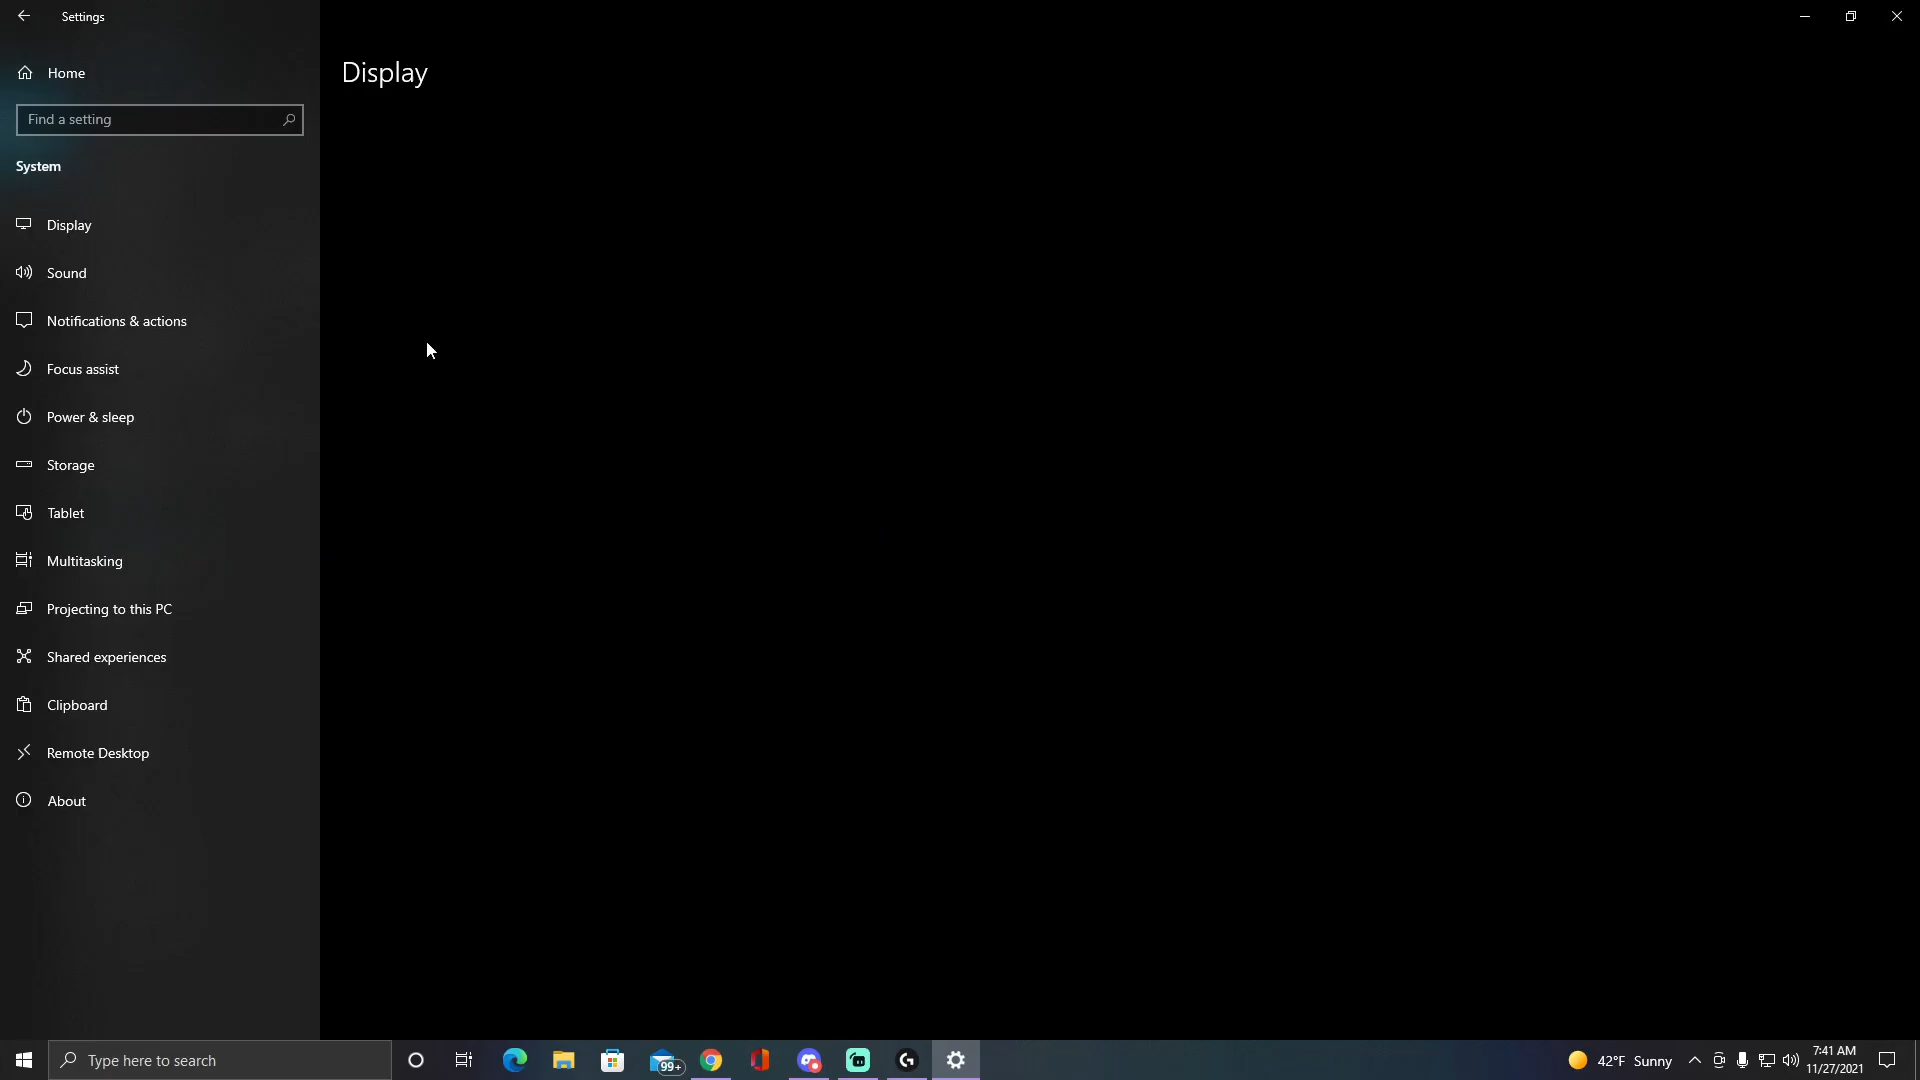 Settings
Home
Find a setting
System
Display
Sound
Notifications & actions
Focus assist
Power & sleep
Storage
Tablet
Multitasking
Projecting to this PC
Shared experiences
Clipboard
Remote Desktop
About
Display
Type here to search
99+
42°F Sunny
7:41 AM
11/27/2021